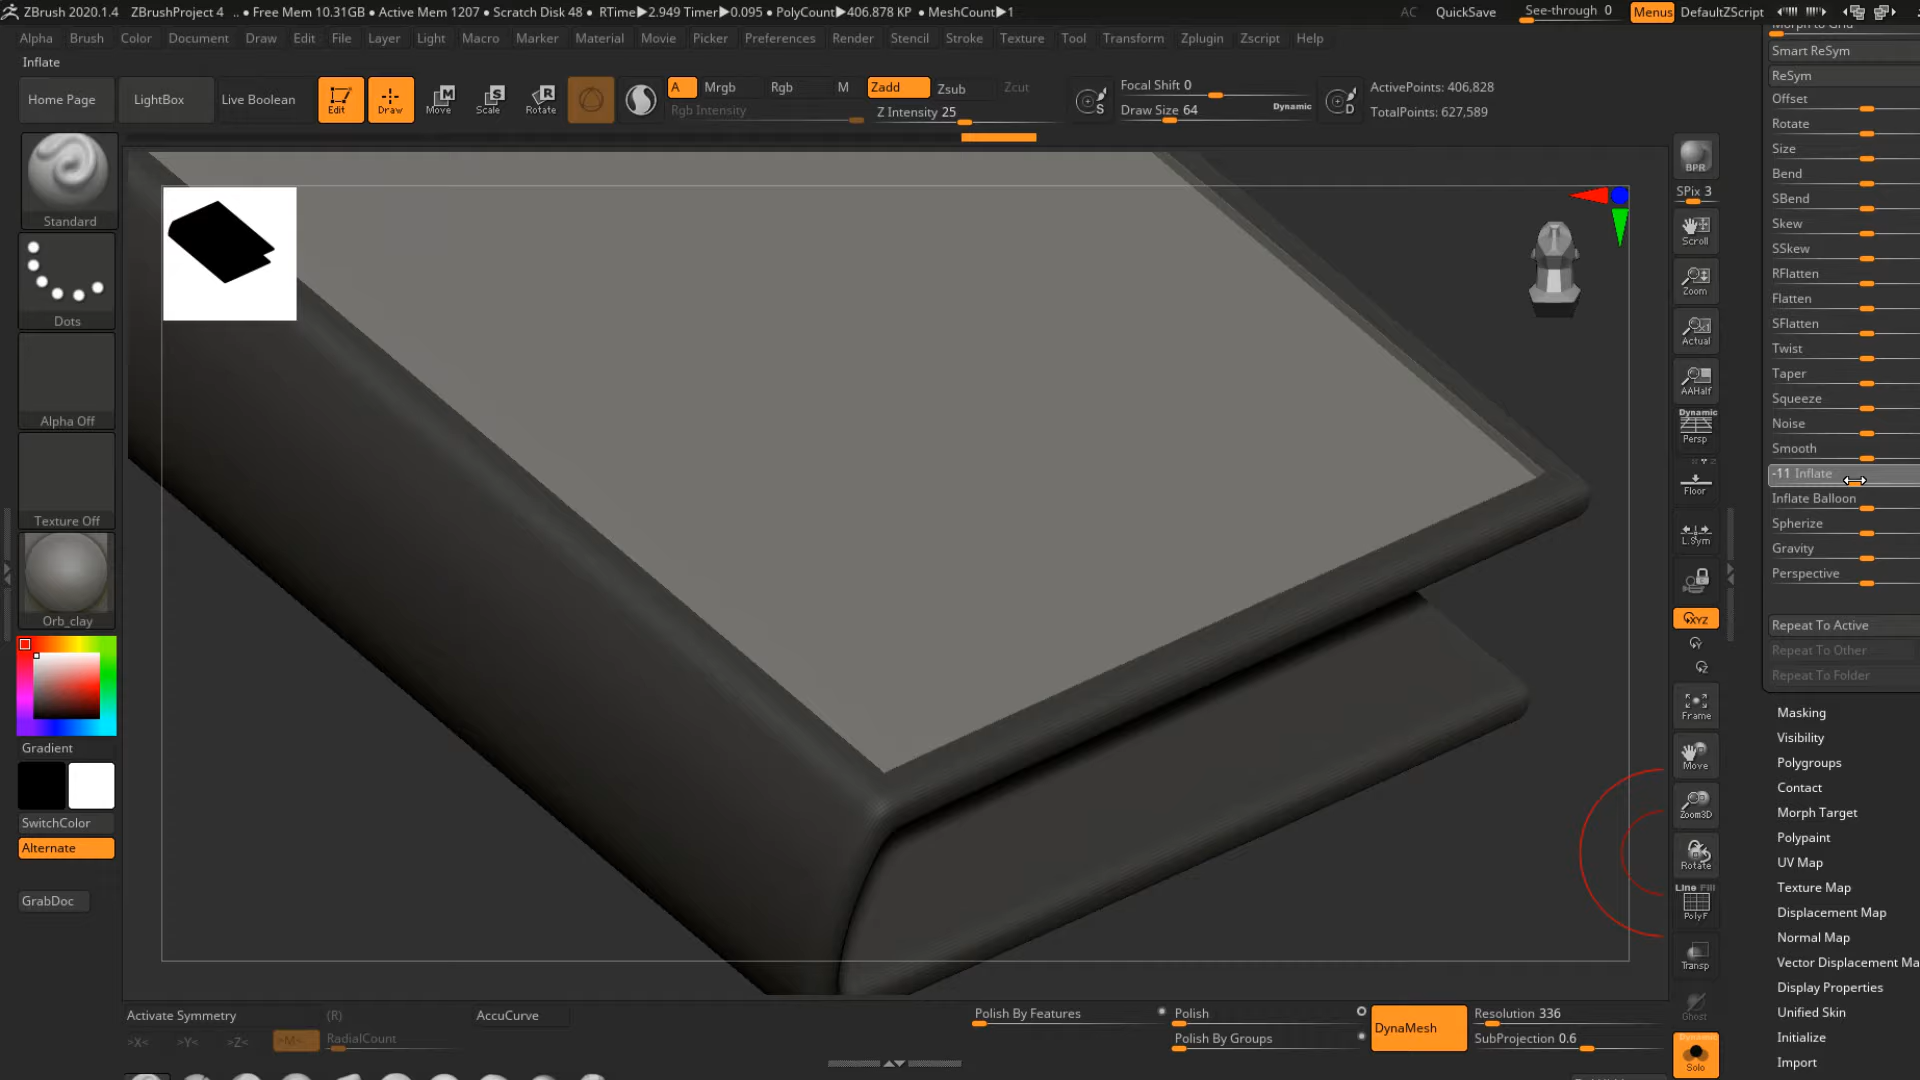 ZBrush 2020.1.4 ZBrushProject 4 .. • Free Mem 10.31GB • Active Mem 1207 • Scratch Disk 48 • RTime▶2.949 Timer▶0.095 • PolyCount▶406.878 KP • MeshCount▶1 AC QuickSave See-through 0 Menus DefaultZScript
Alpha Brush Color Document Draw Edit File Layer Light Macro Marker Material Movie Picker Preferences Render Stencil Stroke Texture Tool Transform Zplugin Zscript Help
Inflate
Home Page LightBox Live Boolean Edit Draw Move Scale Rotate
A Mrgb Rgb M Zadd Zsub Zcut
Rgb Intensity Z Intensity 25
S Focal Shift 0
Draw Size 64 Dynamic
D ActivePoints: 406,828
TotalPoints: 627,589
Standard
Dots
Alpha Off
Texture Off
Orb_clay
Gradient
SwitchColor
Alternate
GrabDoc
BPR
SPix 3
Scroll
Zoom
Actual
AAHalf
Dynamic
Persp
Floor
L.Sym
XYZ
Y
Z
Frame
Move
Zoom3D
Rotate
Line Fill
PolyF
Transp
Ghost
Dynamic
Solo
Smart ReSym
ReSym
Offset
Rotate
Size
Bend
SBend
Skew
SSkew
RFlatten
Flatten
SFlatten
Twist
Taper
Squeeze
Noise
Smooth
-11 Inflate
Inflate Balloon
Spherize
Gravity
Perspective
Repeat To Active
Repeat To Other
Repeat To Folder
Masking
Visibility
Polygroups
Contact
Morph Target
Polypaint
UV Map
Texture Map
Displacement Map
Normal Map
Vector Displacement Ma
Display Properties
Unified Skin
Initialize
Import
Activate Symmetry (R) AccuCurve
>X< >Y< >Z< >M< RadialCount
Polish By Features Polish
Polish By Groups
DynaMesh
Resolution 336
SubProjection 0.6